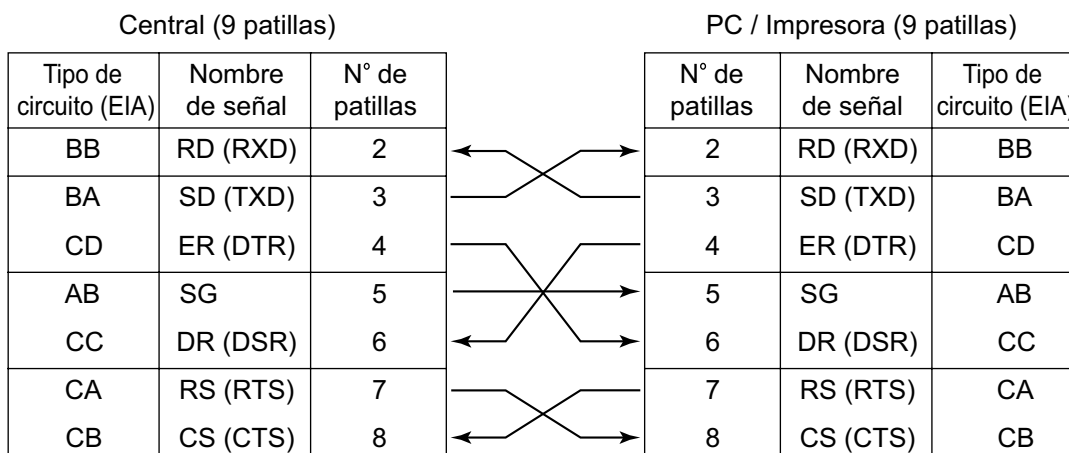 Central (9 patillas)
PC / Impresora (9 patillas)
Tipo de circuito (EIA) Nombre de señal N° de patillas
N° de patillas Nombre de señal Tipo de circuito (EIA)
BB RD (RXD) 2 2 RD (RXD) BB
BA SD (TXD) 3 3 SD (TXD) BA
CD ER (DTR) 4 4 ER (DTR) CD
AB SG 5 5 SG AB
CC DR (DSR) 6 6 DR (DSR) CC
CA RS (RTS) 7 7 RS (RTS) CA
CB CS (CTS) 8 8 CS (CTS) CB